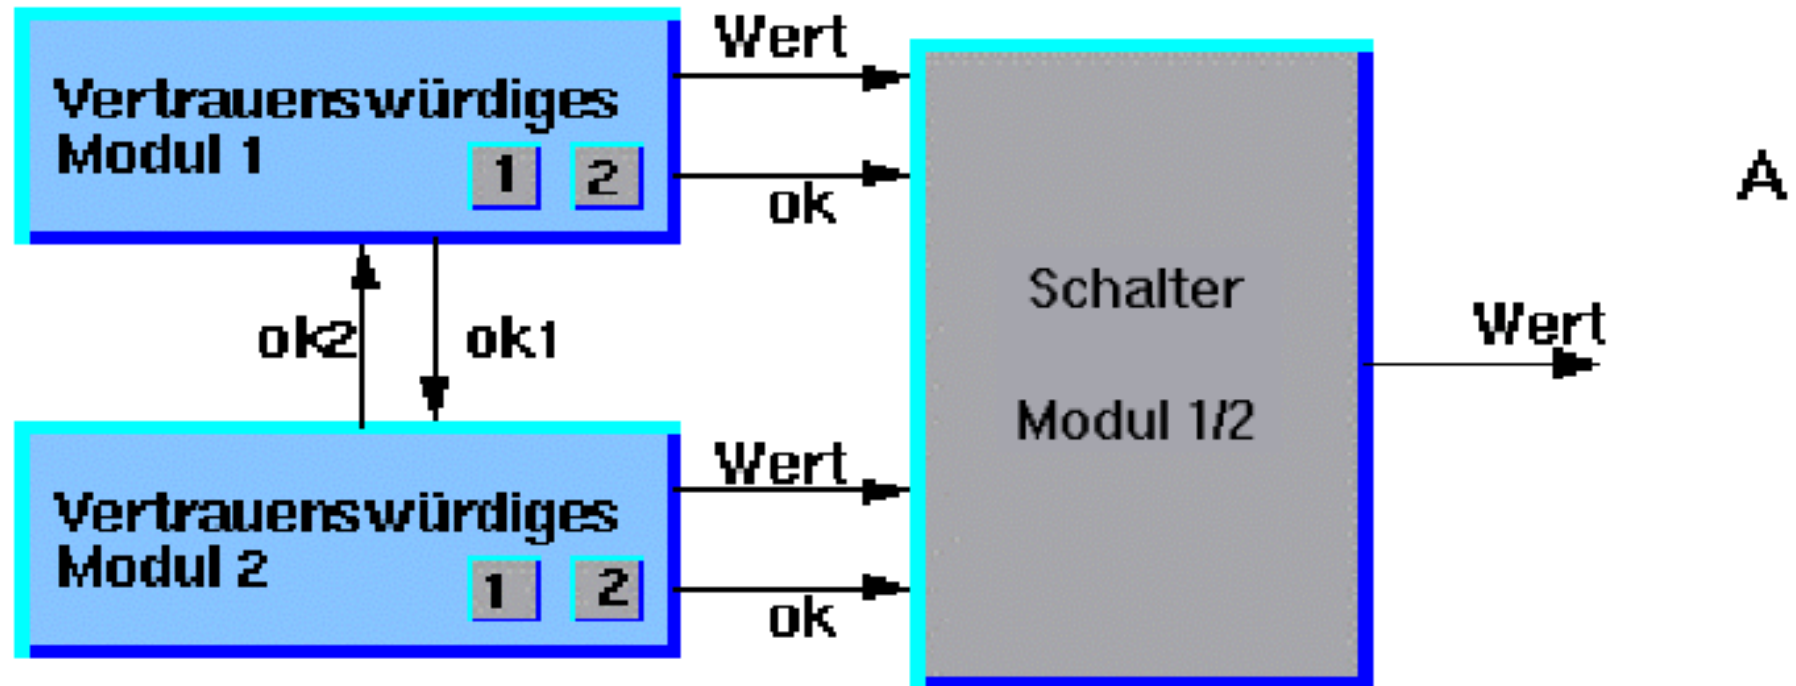 Vertrauenswürdiges
Modul 1
1 2
Wert
ok
ok2 ok1
Vertrauenswürdiges
Modul 2
1 2
Wert
ok
Schalter
Modul 1/2
Wert
A